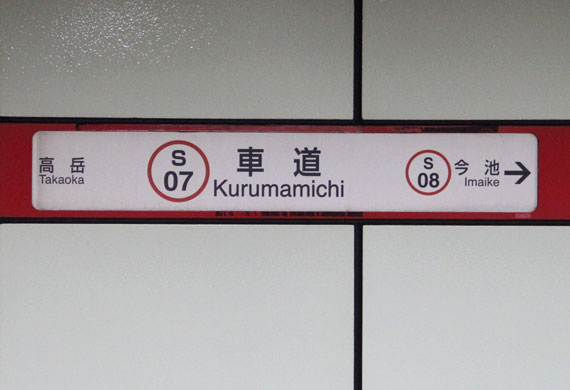 高岳
Takaoka
S
07
車道
Kurumamichi
S
08
今池
Imaike
→